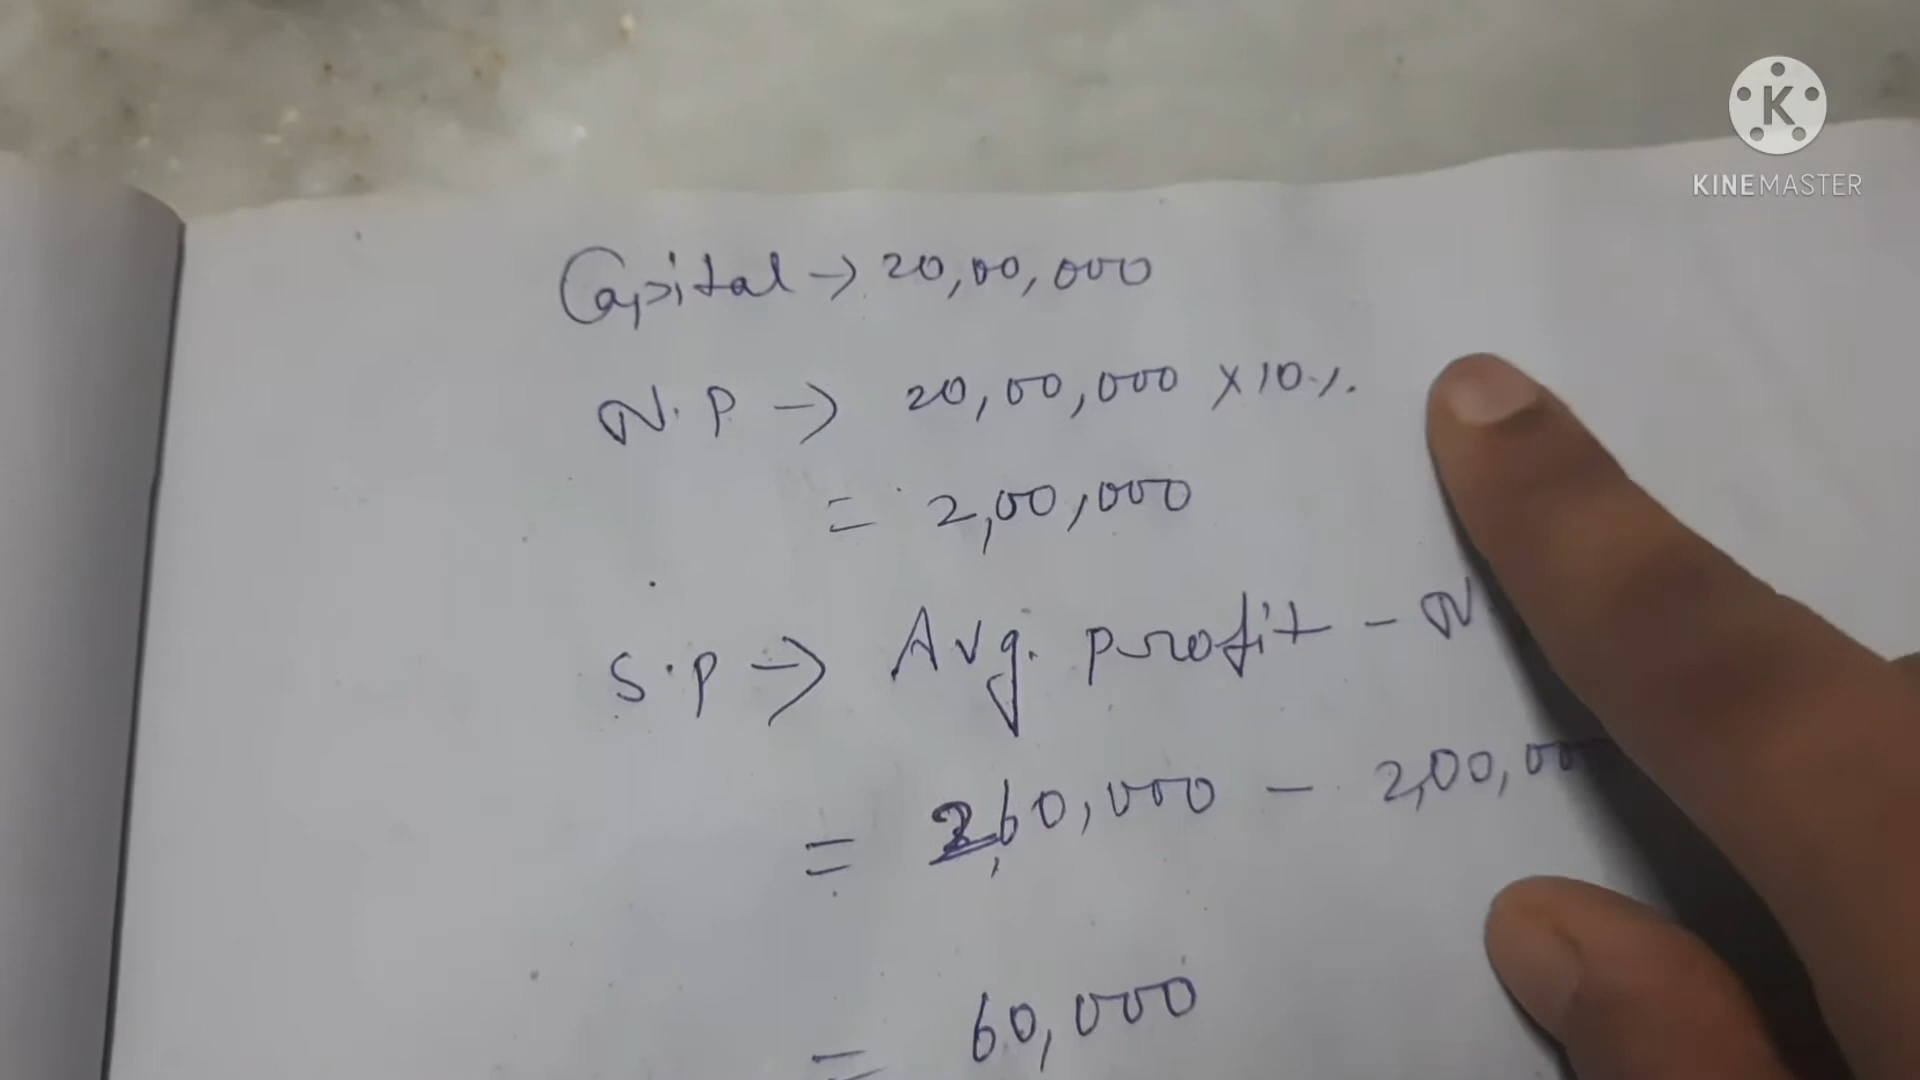 K
KINEMASTER
Capital → 20,00,000
N.P → 20,00,000 × 10%
= 2,00,000
S.P → Avg. profit - N.
= 2,60,000 - 2,00,000
= 60,000